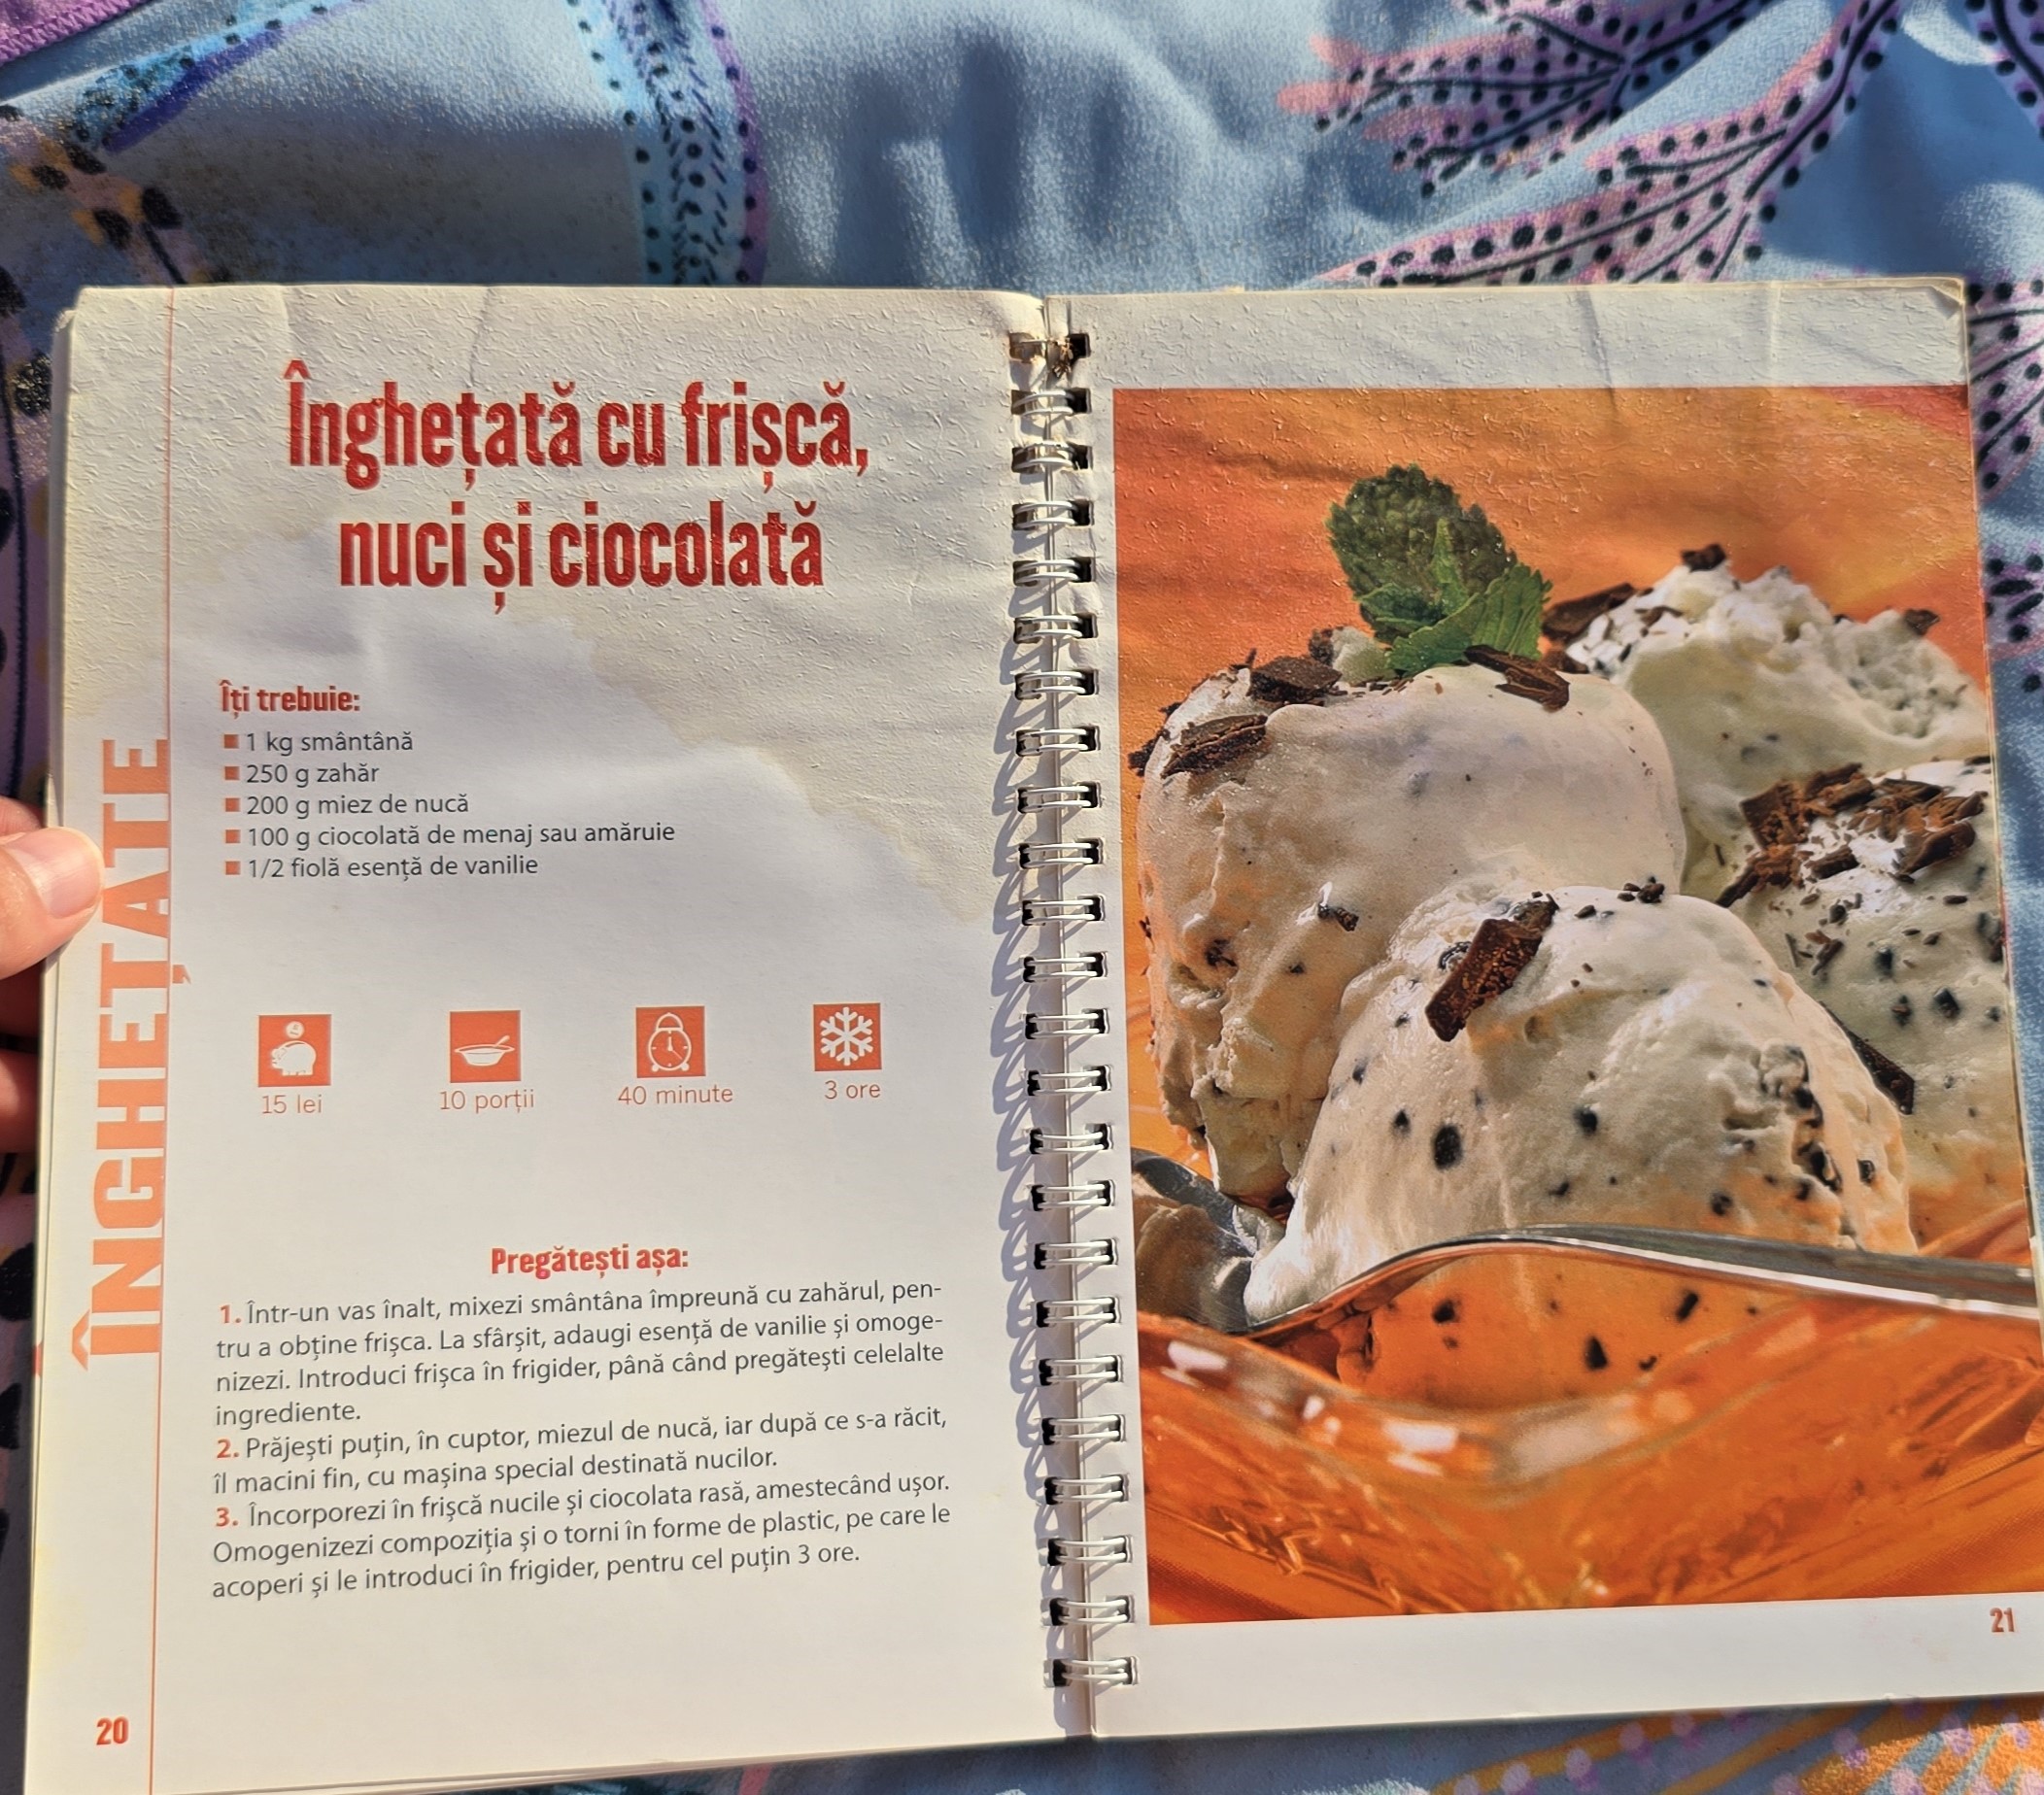 Înghețată cu frișcă,
nuci și ciocolată
Îți trebuie:
1 kg smântână
250 g zahăr
200 g miez de nucă
100 g ciocolată de menaj sau amăruie
1/2 fiolă esență de vanilie
15 lei
10 porții
40 minute
3 ore
Pregătești așa:
1. Într-un vas înalt, mixezi smântâna împreună cu zahărul, pen-
tru a obține frișca. La sfârșit, adaugi esență de vanilie și omoge-
nizezi. Introduci frișca în frigider, până când pregătești celelalte
ingrediente.
2. Prăjești puțin, în cuptor, miezul de nucă, iar după ce s-a răcit,
îl macini fin, cu mașina special destinată nucilor.
3. Încorporezi în frișcă nucile și ciocolata rasă, amestecând ușor.
Omogenizezi compoziția și o torni în forme de plastic, pe care le
acoperi și le introduci în frigider, pentru cel puțin 3 ore.
ÎNGHEȚATE
20
21